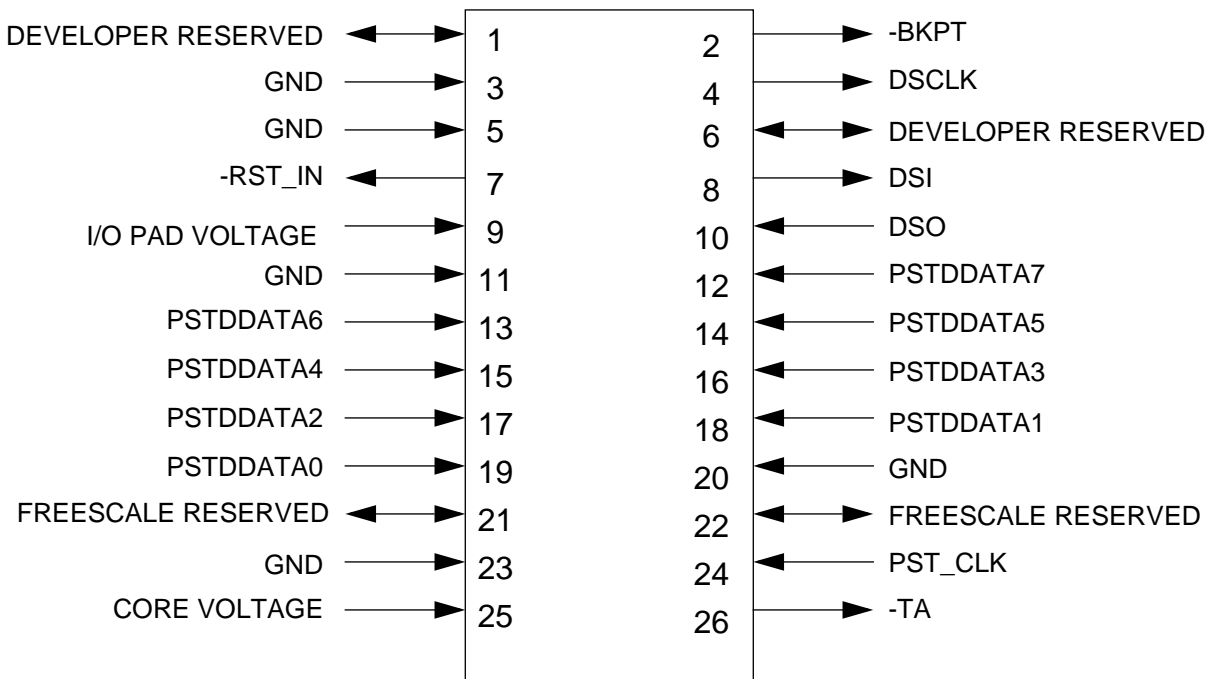 DEVELOPER RESERVED 1 2 -BKPT
GND 3 4 DSCLK
GND 5 6 DEVELOPER RESERVED
-RST_IN 7 8 DSI
I/O PAD VOLTAGE 9 10 DSO
GND 11 12 PSTDDATA7
PSTDDATA6 13 14 PSTDDATA5
PSTDDATA4 15 16 PSTDDATA3
PSTDDATA2 17 18 PSTDDATA1
PSTDDATA0 19 20 GND
FREESCALE RESERVED 21 22 FREESCALE RESERVED
GND 23 24 PST_CLK
CORE VOLTAGE 25 26 -TA